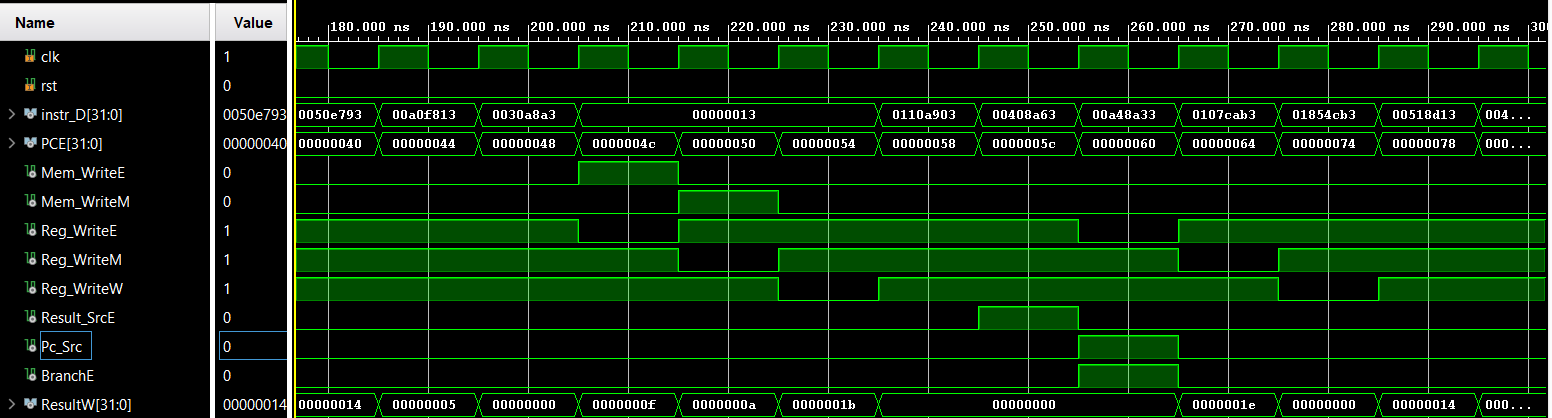 Name Value 180.000 ns 190.000 ns 200.000 ns 210.000 ns 220.000 ns 230.000 ns 240.000 ns 250.000 ns 260.000 ns 270.000 ns 280.000 ns 290.000 ns 300
clk 1
rst 0
instr_D[31:0] 0050e793 0050e793 00a0f813 0030a8a3 00000013 0110a903 00408a63 00a48a33 0107cab3 01854cb3 00518d13 004...
PCE[31:0] 00000040 00000040 00000044 00000048 0000004c 00000050 00000054 00000058 0000005c 00000060 00000064 00000074 00000078 000...
Mem_WriteE 0
Mem_WriteM 0
Reg_WriteE 1
Reg_WriteM 1
Reg_WriteW 1
Result_SrcE 0
Pc_Src 0
BranchE 0
ResultW[31:0] 00000014 00000014 00000005 00000000 0000000f 0000000a 0000001b 00000000 0000001e 00000000 00000014 000...